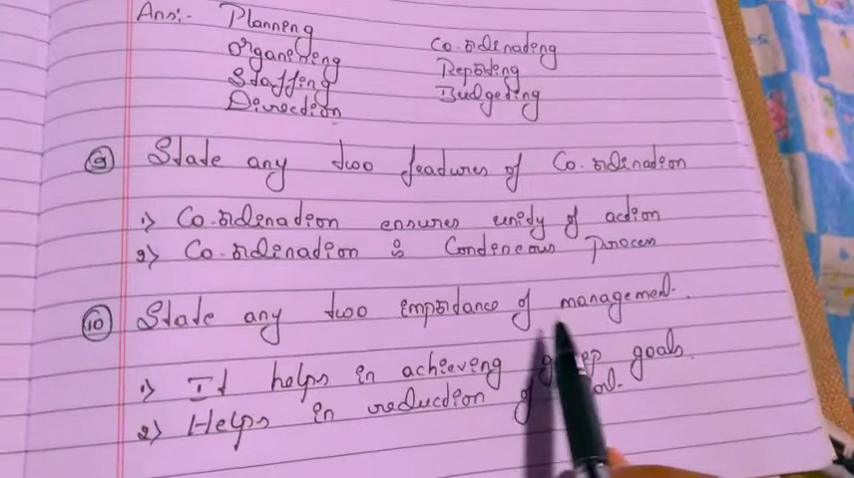 Ans:- Planning
Organising Co-ordinating
Staffing Reporting
Direction Budgeting
9 State any two features of Co-ordination
1) Co-ordination ensures unity of action
2) Co-ordination is Contineous Process
10 State any two importance of management.
1) It helps in achieving goals.
2) Helps in reduction of